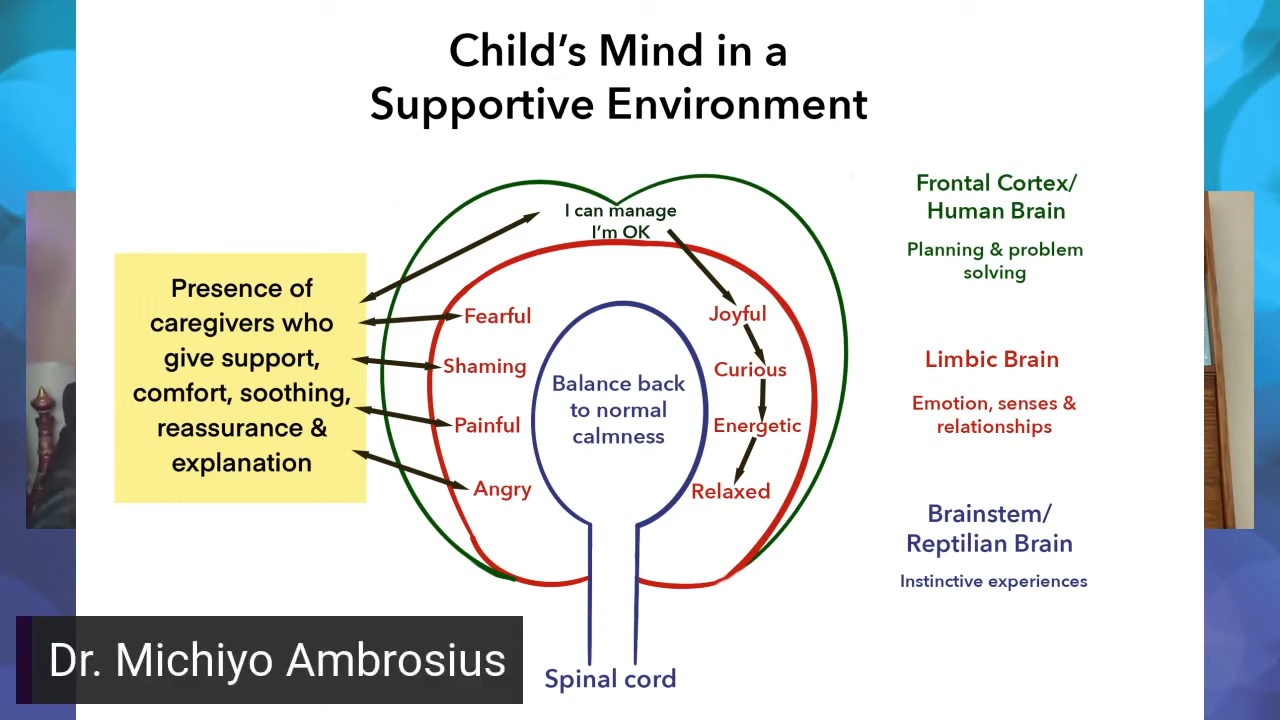 Child's Mind in a
Supportive Environment
Presence of
caregivers who
give support,
comfort, soothing,
reassurance &
explanation
I can manage
I'm OK
Fearful
Shaming
Painful
Angry
Balance back
to normal
calmness
Joyful
Curious
Energetic
Relaxed
Frontal Cortex/
Human Brain
Planning & problem
solving
Limbic Brain
Emotion, senses &
relationships
Brainstem/
Reptilian Brain
Instinctive experiences
Spinal cord
Dr. Michiyo Ambrosius